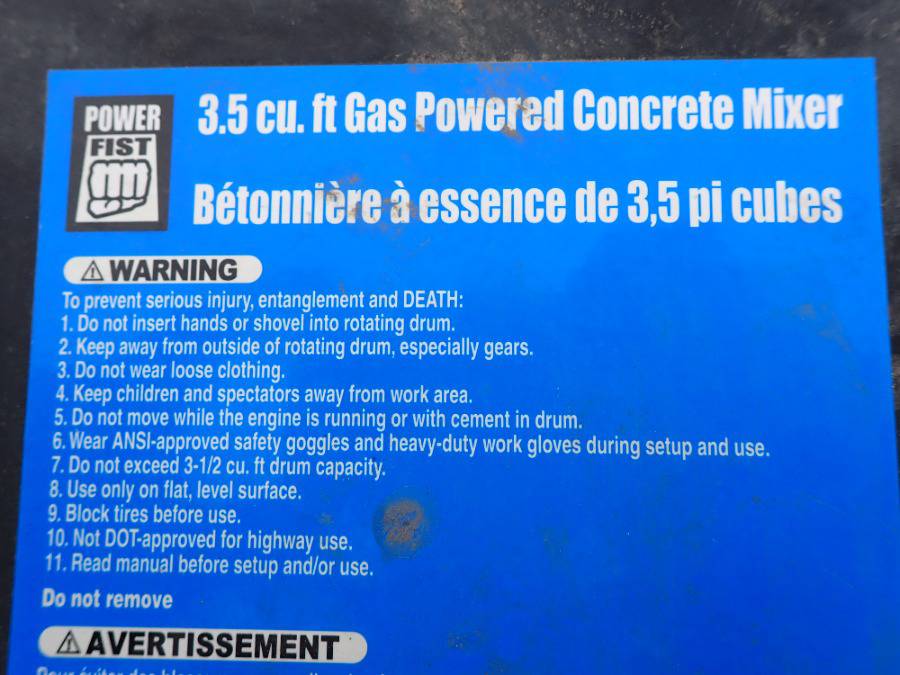 POWER
FIST
3.5 cu. ft Gas Powered Concrete Mixer
Bétonnière à essence de 3,5 pi cubes
WARNING
To prevent serious injury, entanglement and DEATH:
1. Do not insert hands or shovel into rotating drum.
2. Keep away from outside of rotating drum, especially gears.
3. Do not wear loose clothing.
4. Keep children and spectators away from work area.
5. Do not move while the engine is running or with cement in drum.
6. Wear ANSI-approved safety goggles and heavy-duty work gloves during setup and use.
7. Do not exceed 3-1/2 cu. ft drum capacity.
8. Use only on flat, level surface.
9. Block tires before use.
10. Not DOT-approved for highway use.
11. Read manual before setup and/or use.
Do not remove
AVERTISSEMENT